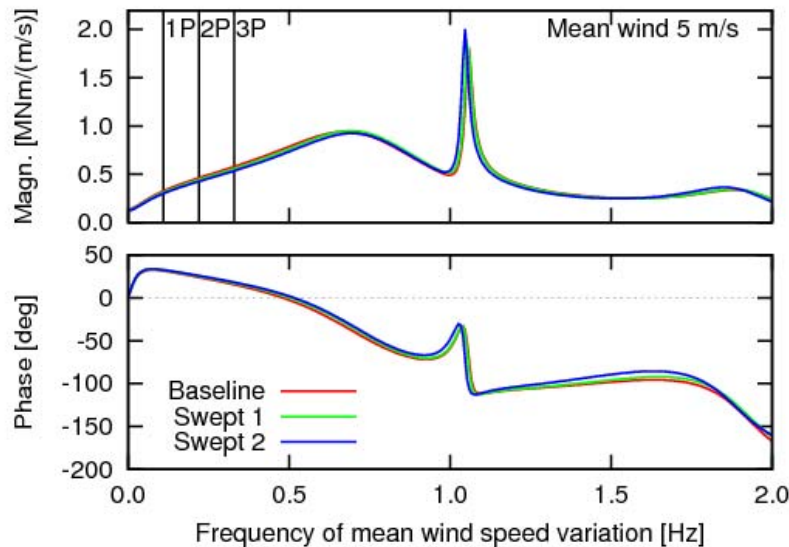 2.0
1P 2P 3P
Mean wind 5 m/s
1.5
1.0
0.5
0.0
Magn. [MNm/(m/s)]
50
0
-50
-100
-150
-200
Phase [deg]
Baseline
Swept 1
Swept 2
0.0 0.5 1.0 1.5 2.0
Frequency of mean wind speed variation [Hz]